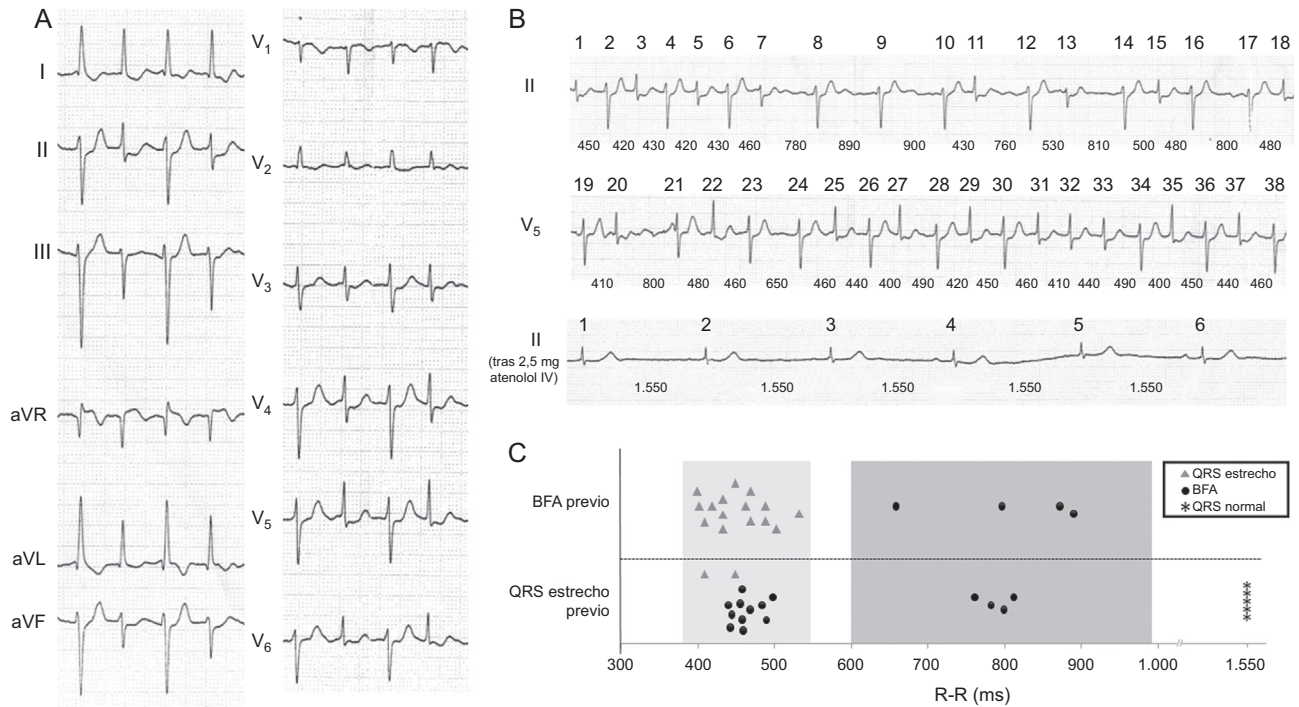 A
I
II
III
aVR
aVL
aVF
V1
V2
V3
V4
V5
V6
B
1 2 3 4 5 6 7 8 9 10 11 12 13 14 15 16 17 18
II
450 420 430 420 430 460 780 890 900 430 760 530 810 500 480 800 480
19 20 21 22 23 24 25 26 27 28 29 30 31 32 33 34 35 36 37 38
V5
410 800 480 460 650 460 440 400 490 420 450 460 410 440 490 400 450 440 460
1 2 3 4 5 6
II
(tras 2,5 mg
atenolol IV)
1.550 1.550 1.550 1.550 1.550
C
BFA previo
QRS estrecho
previo
QRS estrecho
BFA
QRS normal
300 400 500 600 700 800 900 1.000 1.550
R-R (ms)